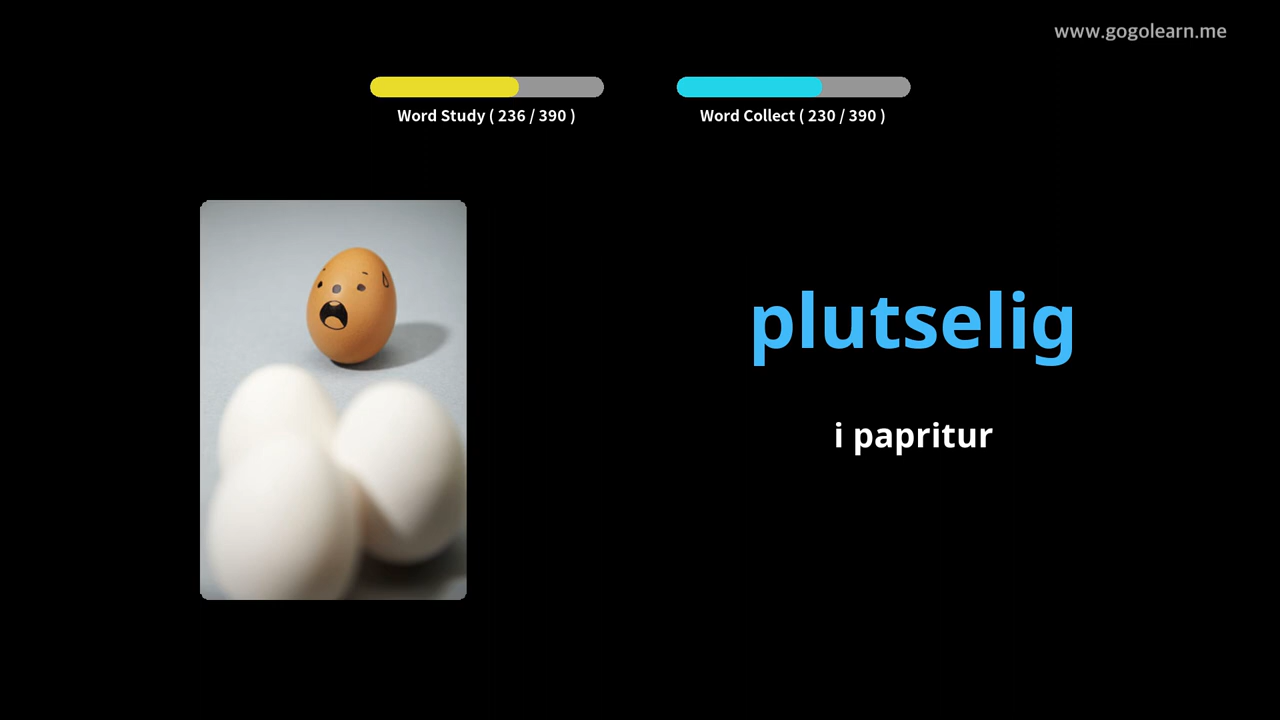 www.gogolearn.me
Word Study ( 236 / 390 )
Word Collect ( 230 / 390 )
plutselig
i papritur